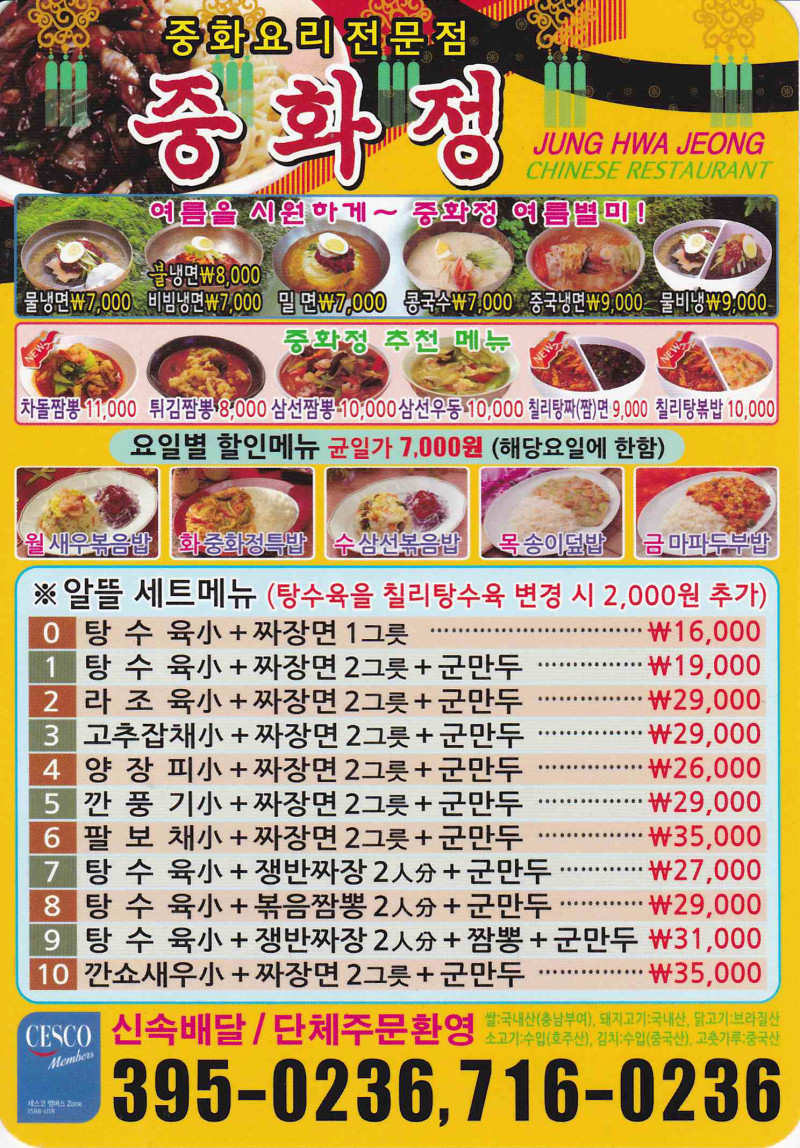 중화요리전문점
중화정
JUNG HWA JEONG
CHINESE RESTAURANT
여름을 시원하게~ 중화정 여름별미!
불냉면₩8,000
물냉면₩7,000 비빔냉면₩7,000 밀 면₩7,000 콩국수₩7,000 중국냉면₩9,000 물비냉₩9,000
중화정 추천 메뉴
NEW NEW NEW
차돌짬뽕 11,000 튀김짬뽕 8,000 삼선짬뽕 10,000 삼선우동 10,000 칠리탕짜(짬)면 9,000 칠리탕볶밥 10,000
요일별 할인메뉴 균일가 7,000원 (해당요일에 한함)
월 새우볶음밥 화 중화정특밥 수 삼선볶음밥 목 송이덮밥 금 마파두부밥
※ 알뜰 세트메뉴 (탕수육을 칠리탕수육 변경 시 2,000원 추가)
0 탕 수 육小 + 짜장면 1그릇 ₩16,000
1 탕 수 육小 + 짜장면 2그릇 + 군만두 ₩19,000
2 라 조 육小 + 짜장면 2그릇 + 군만두 ₩29,000
3 고추잡채小 + 짜장면 2그릇 + 군만두 ₩29,000
4 양 장 피小 + 짜장면 2그릇 + 군만두 ₩26,000
5 깐 풍 기小 + 짜장면 2그릇 + 군만두 ₩29,000
6 팔 보 채小 + 짜장면 2그릇 + 군만두 ₩35,000
7 탕 수 육小 + 쟁반짜장 2人分 + 군만두 ₩27,000
8 탕 수 육小 + 볶음짬뽕 2人分 + 군만두 ₩29,000
9 탕 수 육小 + 쟁반짜장 2人分 + 짬뽕 + 군만두 ₩31,000
10 깐쇼새우小 + 짜장면 2그릇 + 군만두 ₩35,000
CESCO
Members
세스코 멤버스 Zone
신속배달 / 단체주문환영
쌀:국내산(충남부여), 돼지고기:국내산, 닭고기:브라질산
소고기:수입(호주산), 김치:수입(중국산), 고춧가루:중국산
395-0236,716-0236